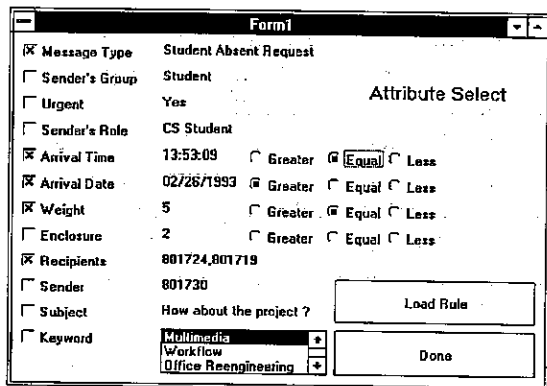 Form1
Message Type Student Absent Request
Sender's Group Student
Attribute Select
Urgent Yes
Sender's Role CS Student
Arrival Time 13:53:09 Greater Equal Less
Arrival Date 02/26/1993 Greater Equal Less
Weight 5 Greater Equal Less
Enclosure 2 Greater Equal Less
Recipients 801724,801719
Sender 801730
Load Rule
Subject How about the project ?
Keyword Multimedia
Workflow
Office Reengineering
Done